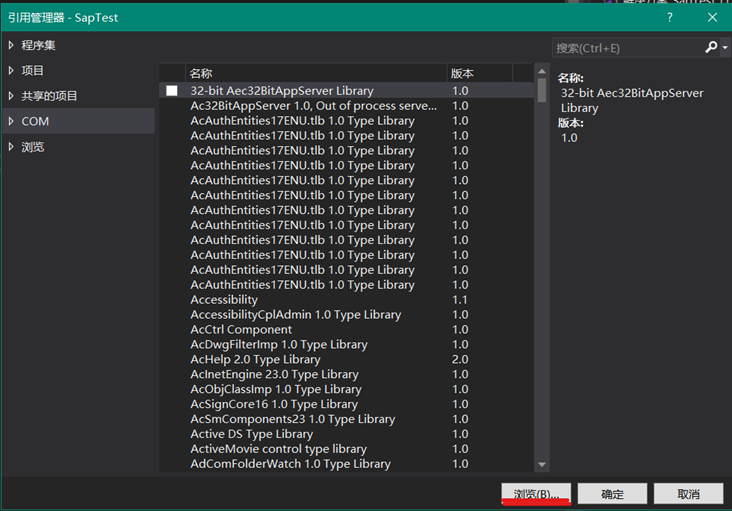 引用管理器 - SapTest
? ×
程序集
项目
共享的项目
COM
浏览
搜索(Ctrl+E)
名称 版本
32-bit Aec32BitAppServer Library 1.0
Ac32BitAppServer 1.0, Out of process serve... 1.0
AcAuthEntities17ENU.tlb 1.0 Type Library 1.0
AcAuthEntities17ENU.tlb 1.0 Type Library 1.0
AcAuthEntities17ENU.tlb 1.0 Type Library 1.0
AcAuthEntities17ENU.tlb 1.0 Type Library 1.0
AcAuthEntities17ENU.tlb 1.0 Type Library 1.0
AcAuthEntities17ENU.tlb 1.0 Type Library 1.0
AcAuthEntities17ENU.tlb 1.0 Type Library 1.0
AcAuthEntities17ENU.tlb 1.0 Type Library 1.0
AcAuthEntities17ENU.tlb 1.0 Type Library 1.0
AcAuthEntities17ENU.tlb 1.0 Type Library 1.0
AcAuthEntities17ENU.tlb 1.0 Type Library 1.0
AcAuthEntities17ENU.tlb 1.0 Type Library 1.0
Accessibility 1.1
AccessibilityCplAdmin 1.0 Type Library 1.0
AcCtrl Component 1.0
AcDwgFilterImp 1.0 Type Library 1.0
AcHelp 2.0 Type Library 2.0
AcInetEngine 23.0 Type Library 1.0
AcObjClassImp 1.0 Type Library 1.0
AcSignCore16 1.0 Type Library 1.0
AcSmComponents23 1.0 Type Library 1.0
Active DS Type Library 1.0
ActiveMovie control type library 1.0
AdComFolderWatch 1.0 Type Library 1.0
名称:
32-bit Aec32BitAppServer
Library
版本:
1.0
浏览(B)... 确定 取消